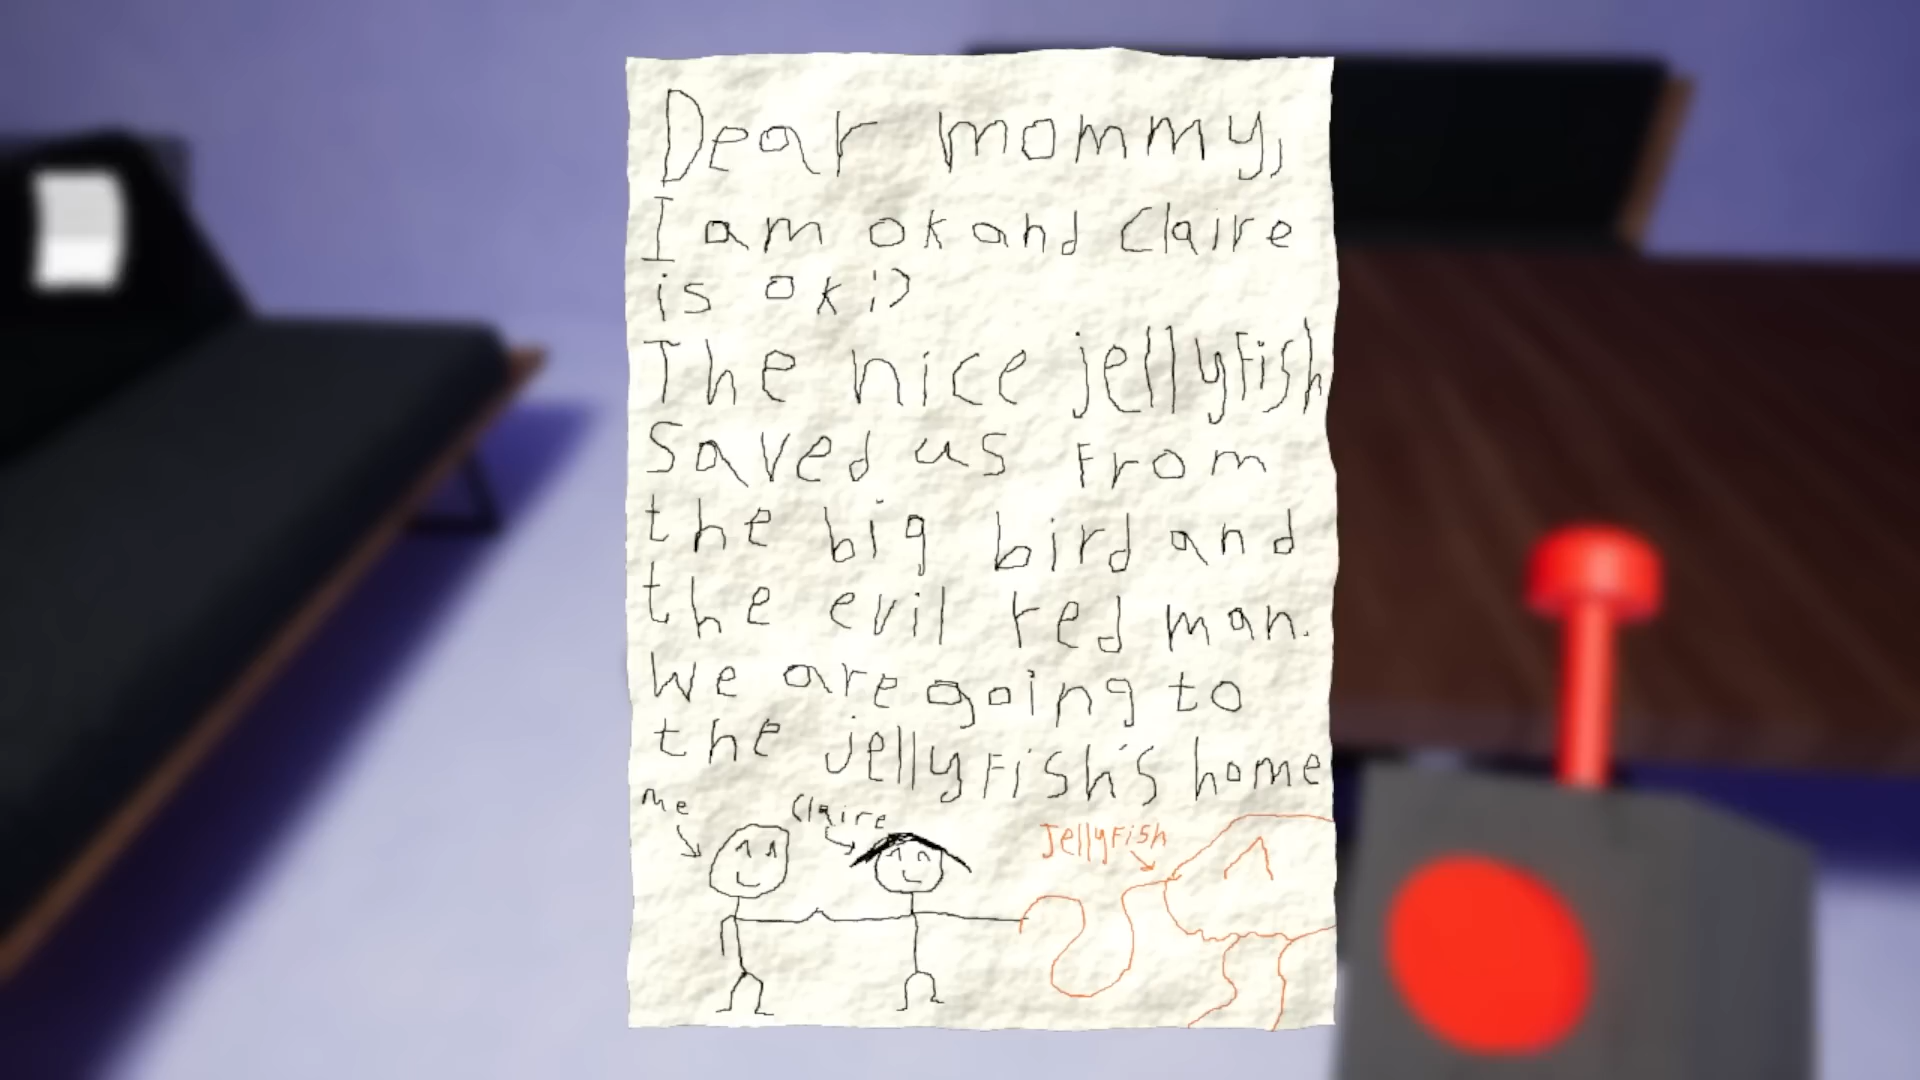 Dear mommy,
I am ok and Claire
is ok :)
The nice jellyfish
Saved us from
the big bird and
the evil red man.
We are going to
the jellyfish's home
Me
Claire
Jellyfish